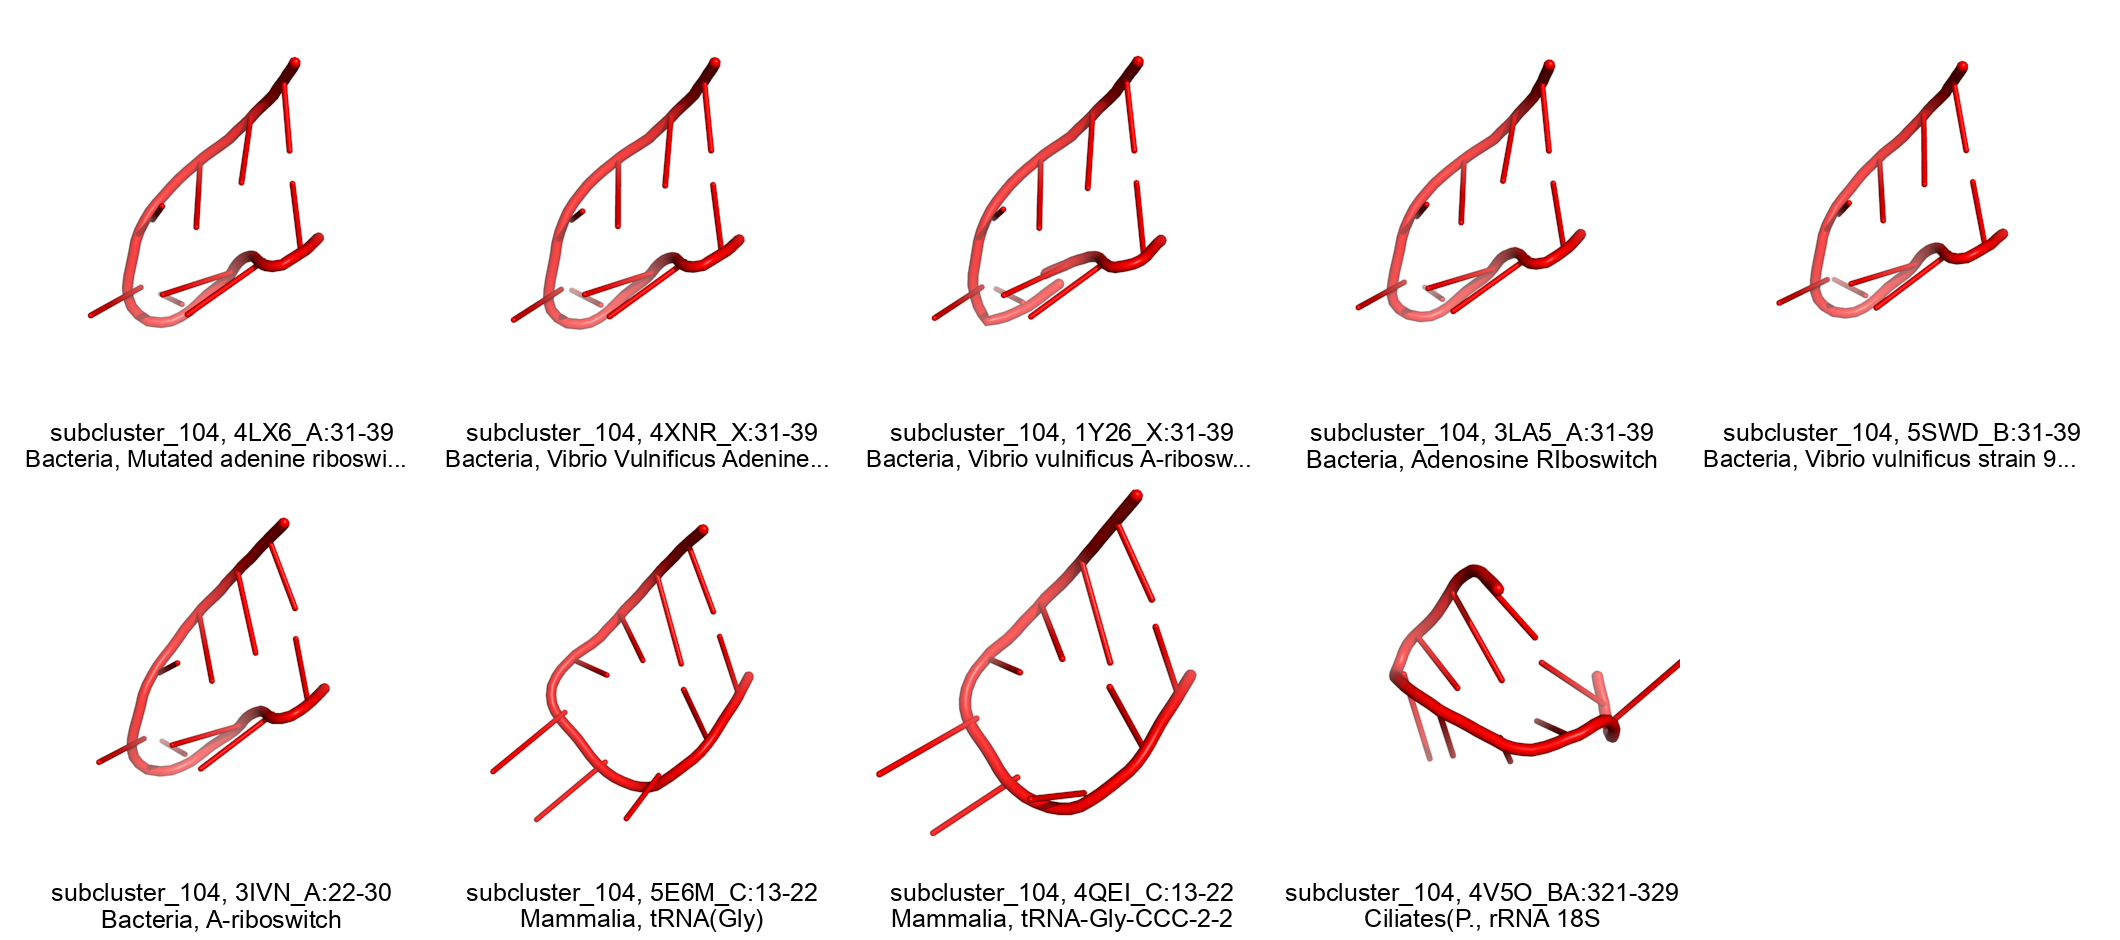 subcluster_104, 4LX6_A:31-39
Bacteria, Mutated adenine riboswi...
subcluster_104, 4XNR_X:31-39
Bacteria, Vibrio Vulnificus Adenine...
subcluster_104, 1Y26_X:31-39
Bacteria, Vibrio vulnificus A-ribosw...
subcluster_104, 3LA5_A:31-39
Bacteria, Adenosine RIboswitch
subcluster_104, 5SWD_B:31-39
Bacteria, Vibrio vulnificus strain 9...
subcluster_104, 3IVN_A:22-30
Bacteria, A-riboswitch
subcluster_104, 5E6M_C:13-22
Mammalia, tRNA(Gly)
subcluster_104, 4QEI_C:13-22
Mammalia, tRNA-Gly-CCC-2-2
subcluster_104, 4V5O_BA:321-329
Ciliates(P., rRNA 18S